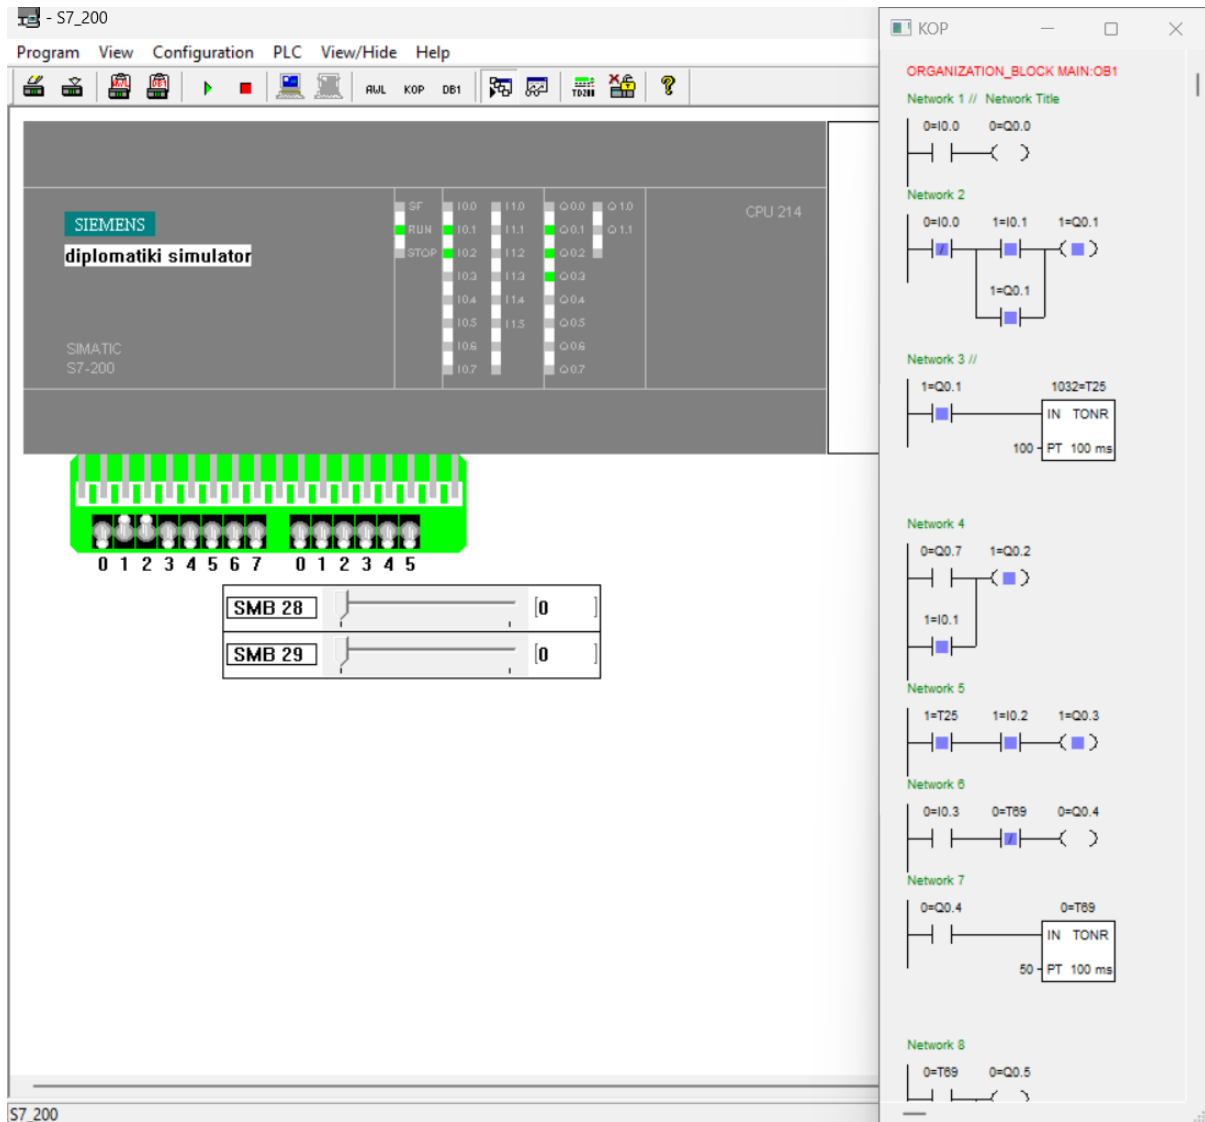 - S7_200
Program View Configuration PLC View/Hide Help
AWL KOP DB1 TD200
SIEMENS
diplomatiki simulator
SIMATIC
S7-200
SF I0.0 I1.0 Q0.0 Q1.0
RUN I0.1 I1.1 Q0.1 Q1.1
STOP I0.2 I1.2 Q0.2
I0.3 I1.3 Q0.3
I0.4 I1.4 Q0.4
I0.5 I1.5 Q0.5
I0.6 Q0.6
I0.7 Q0.7
CPU 214
0 1 2 3 4 5 6 7 0 1 2 3 4 5
SMB 28 [0 ]
SMB 29 [0 ]
S7_200
KOP
ORGANIZATION_BLOCK MAIN:OB1
Network 1 // Network Title
0=I0.0 0=Q0.0
Network 2
0=I0.0 1=I0.1 1=Q0.1
1=Q0.1
Network 3 //
1=Q0.1 1032=T25
IN TONR
100 PT 100 ms
Network 4
0=Q0.7 1=Q0.2
1=I0.1
Network 5
1=T25 1=I0.2 1=Q0.3
Network 6
0=I0.3 0=T69 0=Q0.4
Network 7
0=Q0.4 0=T69
IN TONR
50 PT 100 ms
Network 8
0=T69 0=Q0.5